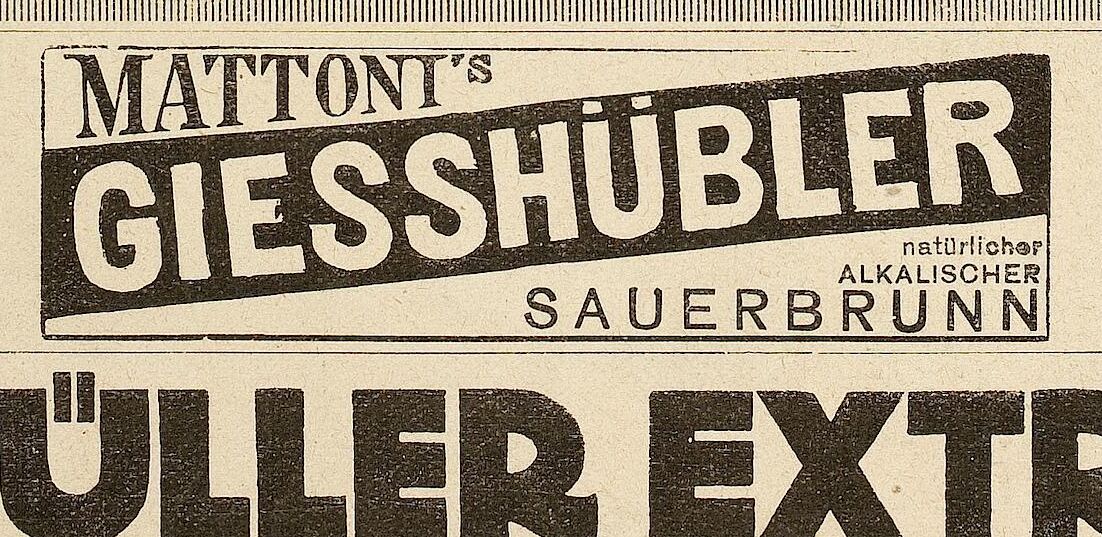 MATTONI'S
GIESSHÜBLER
natürlicher
ALKALISCHER
SAUERBRUNN
ÜLLER EXTR